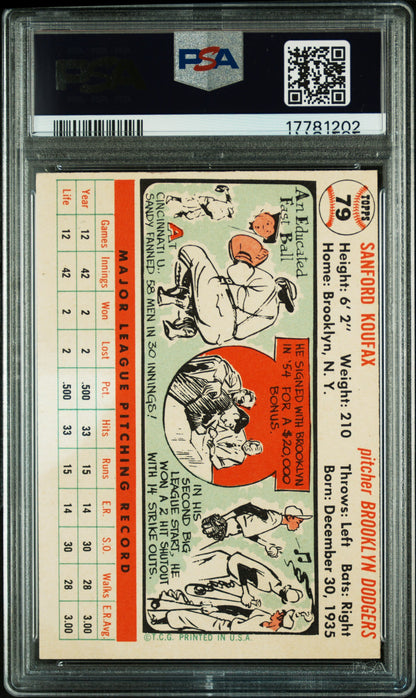 PSA
PSA
17781202
TOPPS
79
SANFORD KOUFAX
pitcher BROOKLYN DODGERS
Height: 6' 2" Weight: 210 Throws: Left Bats: Right
Home: Brooklyn, N. Y. Born: December 30, 1935
An Educated
Fast Ball
AT
CINCINNATI U.,
SANDY FANNED 58 MEN IN 30 INNINGS!
HE SIGNED WITH BROOKLYN
IN '54 FOR A $20,000
BONUS.
IN HIS
SECOND BIG
LEAGUE START, HE
WON A 2 HIT SHUTOUT
WITH 14 STRIKE OUTS.
MAJOR LEAGUE PITCHING RECORD
Games Innings Won Lost Pct. Hits Runs E.R. S.O. Walks E.R.Avg.
Year 12 42 2 2 .500 33 15 14 30 28 3.00
Life 12 42 2 2 .500 33 15 14 30 28 3.00
©T.C.G. PRINTED IN U.S.A.